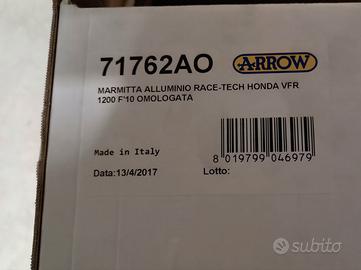 71762AO ARROW
MARMITTA ALLUMINIO RACE-TECH HONDA VFR
1200 F'10 OMOLOGATA
Made in Italy
8 019799 046979
Data:13/4/2017 Lotto:
subito